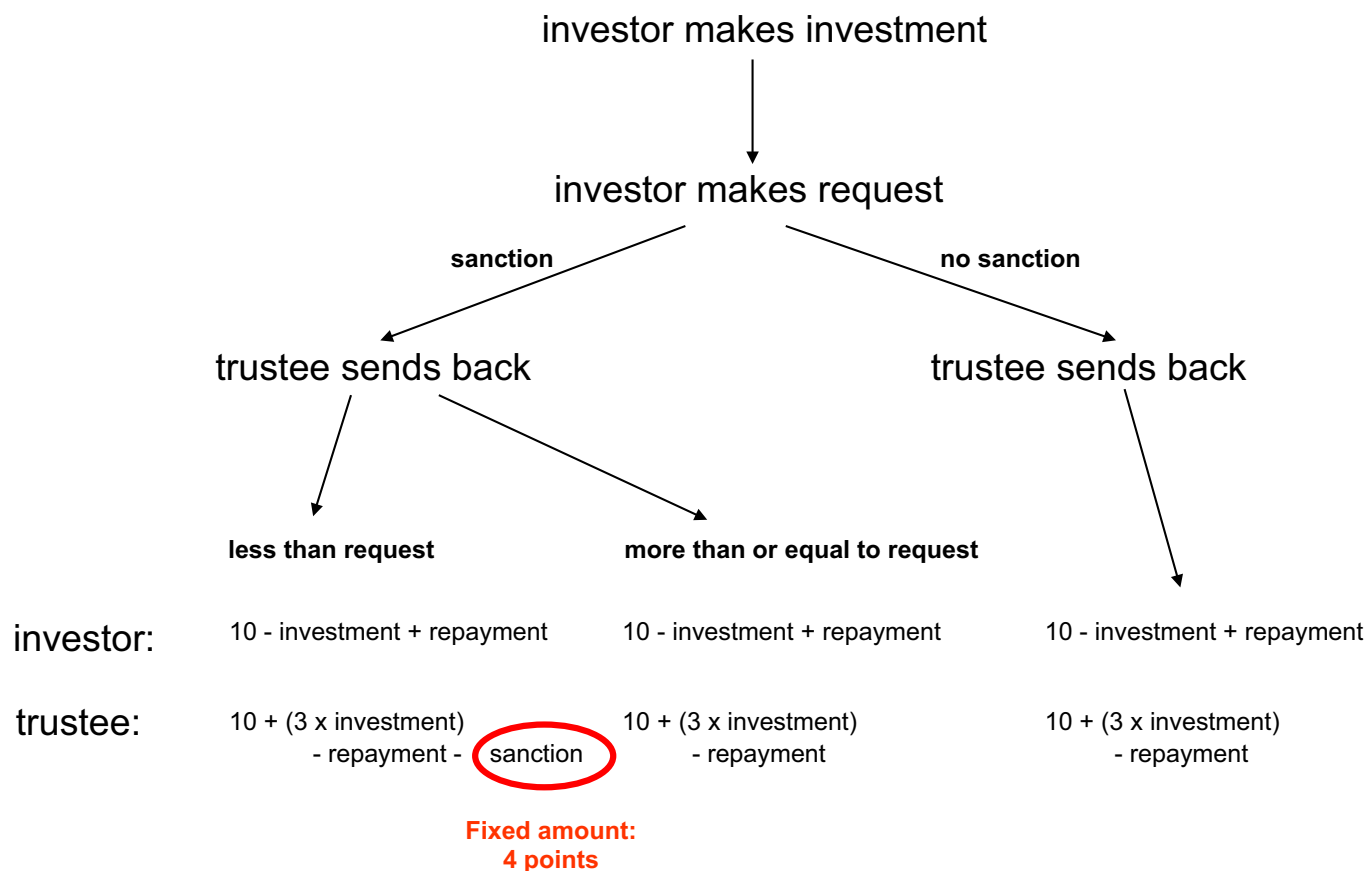 investor makes investment
investor makes request
sanction
no sanction
trustee sends back
trustee sends back
less than request
more than or equal to request
investor:
10 - investment + repayment
10 - investment + repayment
10 - investment + repayment
trustee:
10 + (3 x investment)
- repayment - sanction
10 + (3 x investment)
- repayment
10 + (3 x investment)
- repayment
Fixed amount:
4 points